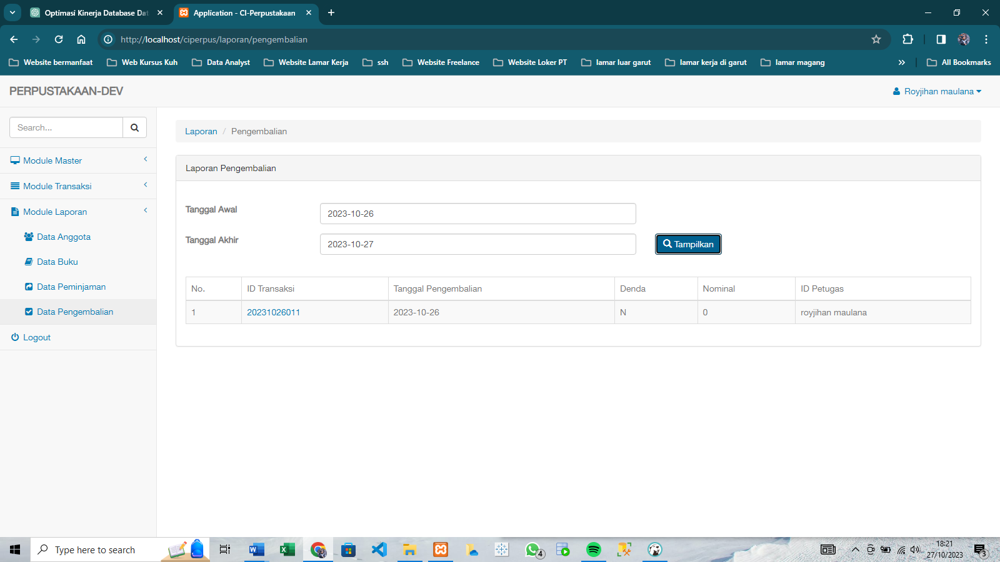 Optimasi Kinerja Database Dat
Application - CI-Perpustakaan
http://localhost/ciperpus/laporan/pengembalian
Website bermanfaat
Web Kursus Kuh
Data Analyst
Website Lamar Kerja
ssh
Website Freelance
Website Loker PT
lamar luar garut
lamar kerja di garut
lamar magang
All Bookmarks
PERPUSTAKAAN-DEV
Royjihan maulana
Search...
Module Master
Module Transaksi
Module Laporan
Data Anggota
Data Buku
Data Peminjaman
Data Pengembalian
Logout
Laporan / Pengembalian
Laporan Pengembalian
Tanggal Awal
2023-10-26
Tanggal Akhir
2023-10-27
Tampilkan
No. ID Transaksi Tanggal Pengembalian Denda Nominal ID Petugas
1 20231026011 2023-10-26 N 0 royjihan maulana
Type here to search
4
18:21
27/10/2023
3